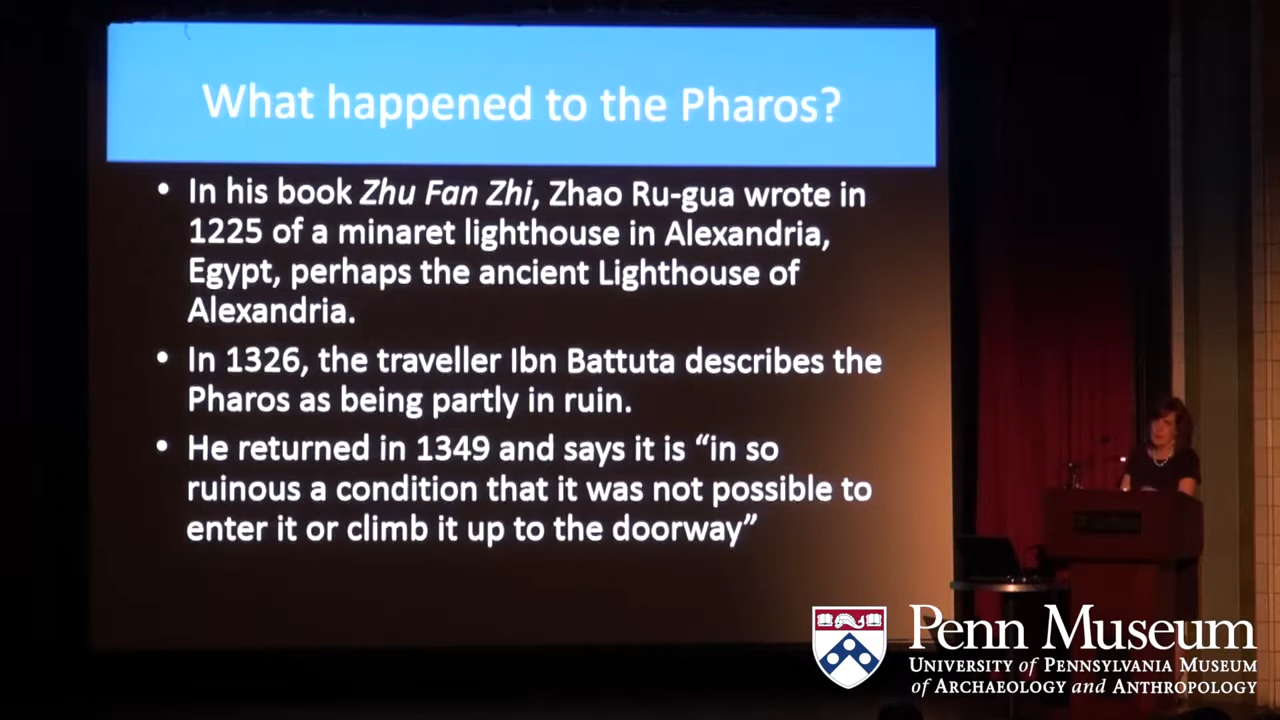 What happened to the Pharos?
• In his book Zhu Fan Zhi, Zhao Ru-gua wrote in
1225 of a minaret lighthouse in Alexandria,
Egypt, perhaps the ancient Lighthouse of
Alexandria.
• In 1326, the traveller Ibn Battuta describes the
Pharos as being partly in ruin.
• He returned in 1349 and says it is “in so
ruinous a condition that it was not possible to
enter it or climb it up to the doorway”
Penn Museum
University of Pennsylvania Museum
of Archaeology and Anthropology